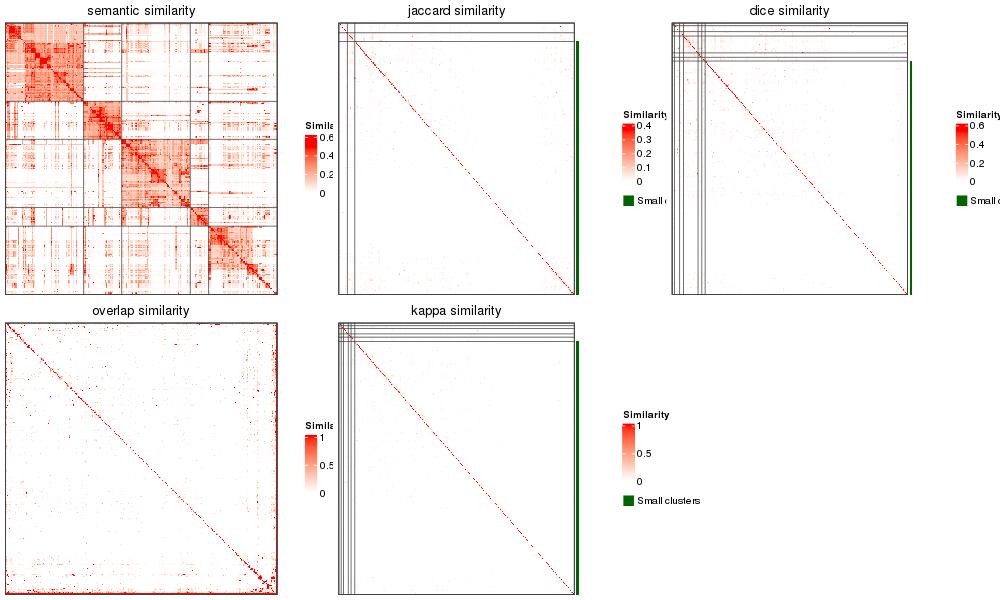 semantic similarity
jaccard similarity
dice similarity
Simila
0.6
0.4
0.2
0
Similarity
0.4
0.3
0.2
0.1
0
Small
Similarity
0.6
0.4
0.2
0
Small c
overlap similarity
kappa similarity
Simila
1
0.5
0
Similarity
1
0.5
0
Small clusters